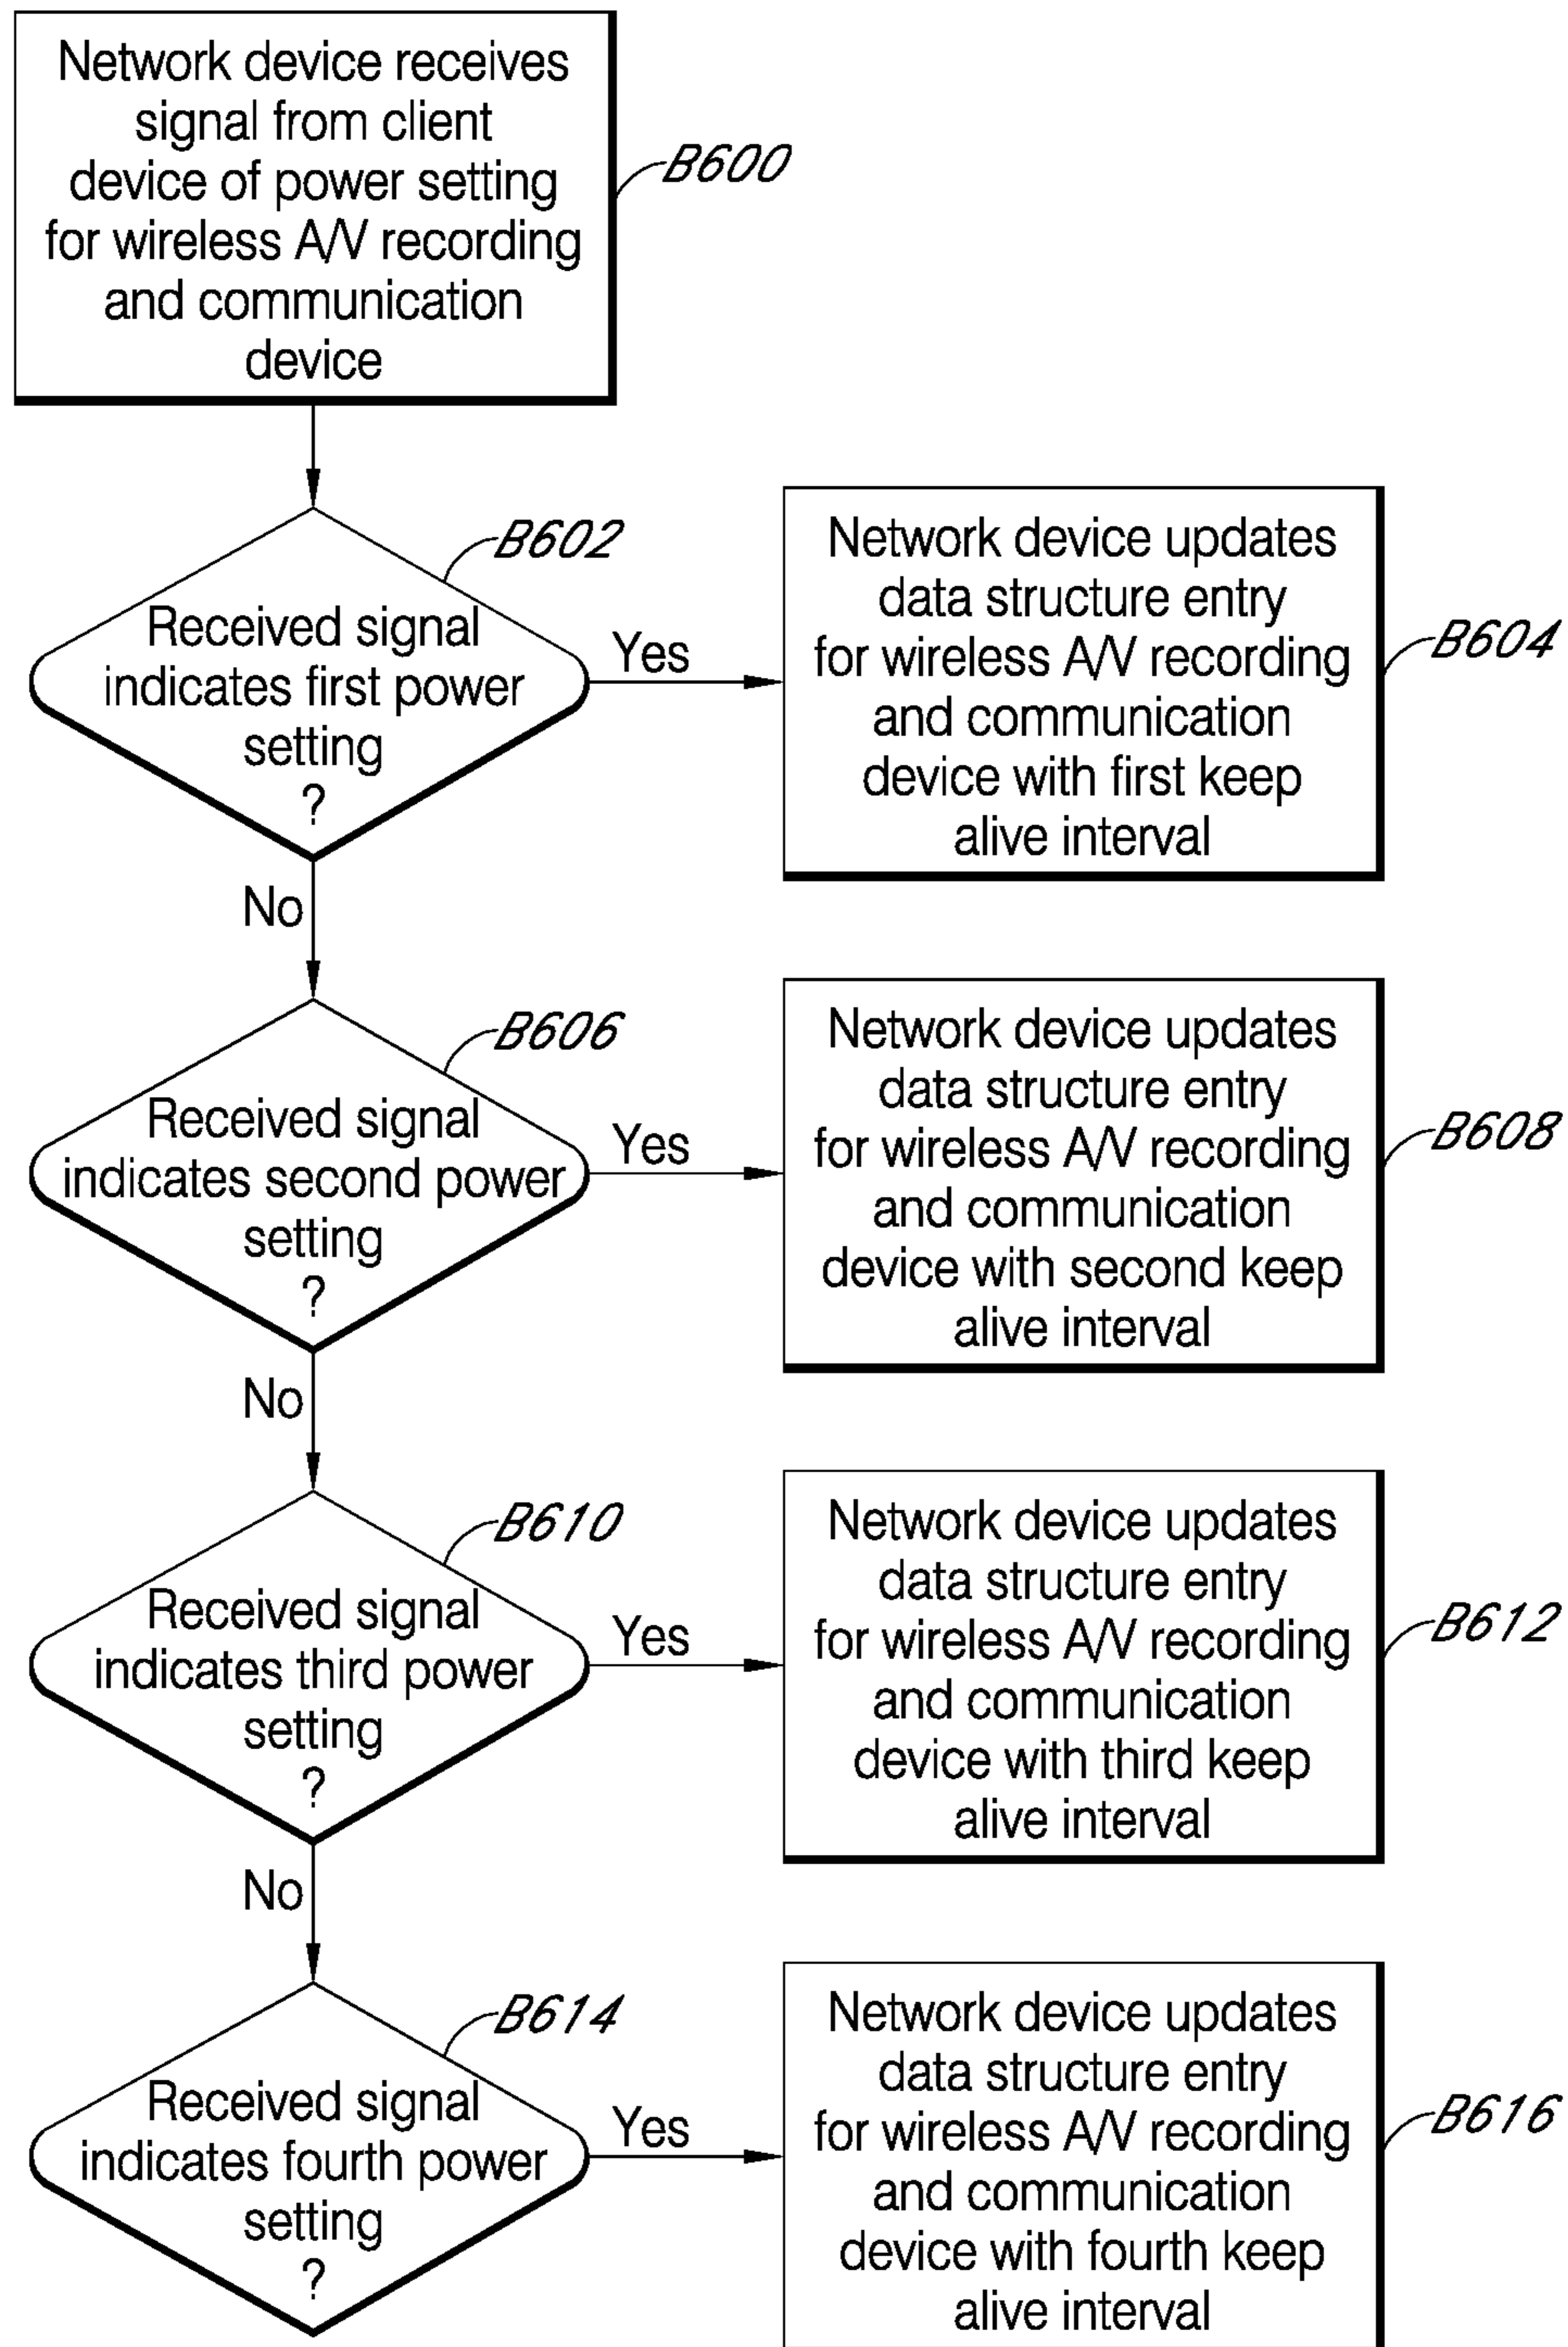 Network device receives
signal from client
device of power setting
for wireless A/V recording
and communication
device
B600
B602
Received signal
indicates first power
setting
?
Yes
No
Network device updates
data structure entry
for wireless A/V recording
and communication
device with first keep
alive interval
B604
B606
Received signal
indicates second power
setting
?
Yes
No
Network device updates
data structure entry
for wireless A/V recording
and communication
device with second keep
alive interval
B608
B610
Received signal
indicates third power
setting
?
Yes
No
Network device updates
data structure entry
for wireless A/V recording
and communication
device with third keep
alive interval
B612
B614
Received signal
indicates fourth power
setting
?
Yes
Network device updates
data structure entry
for wireless A/V recording
and communication
device with fourth keep
alive interval
B616